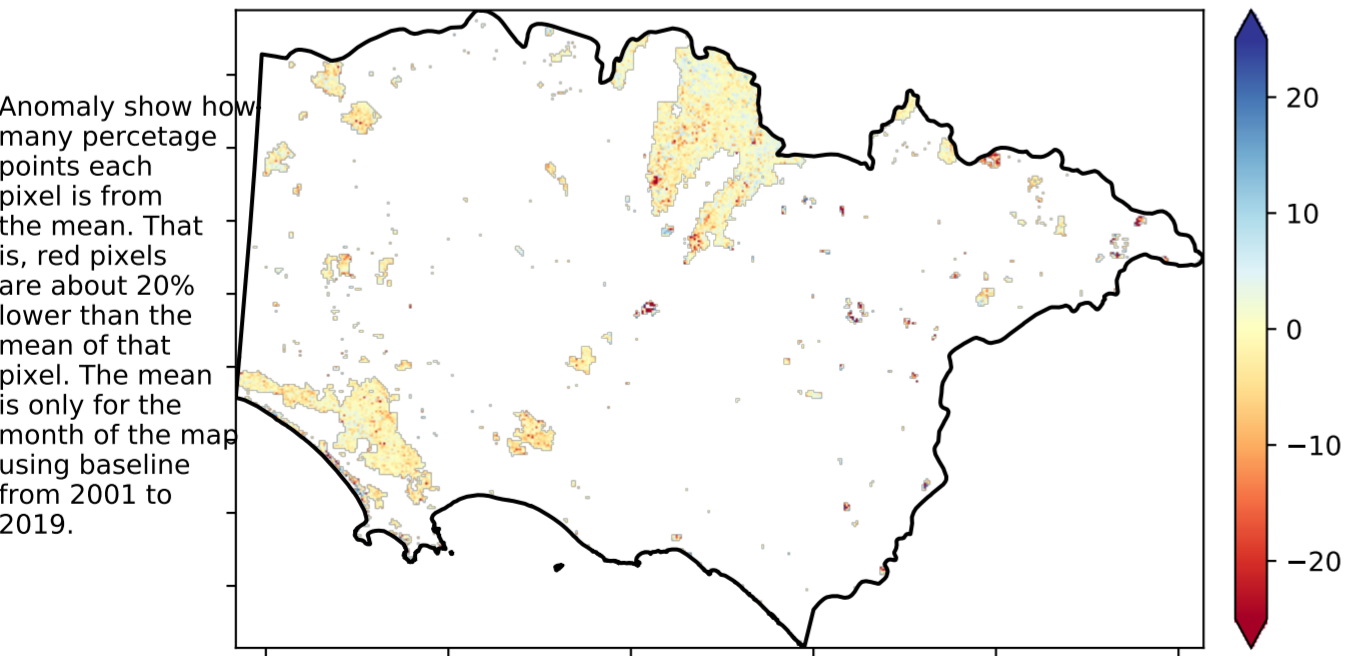 Anomaly show how
many percetage
points each
pixel is from
the mean. That
is, red pixels
are about 20%
lower than the
mean of that
pixel. The mean
is only for the
month of the map
using baseline
from 2001 to
2019.
20
10
0
−10
−20